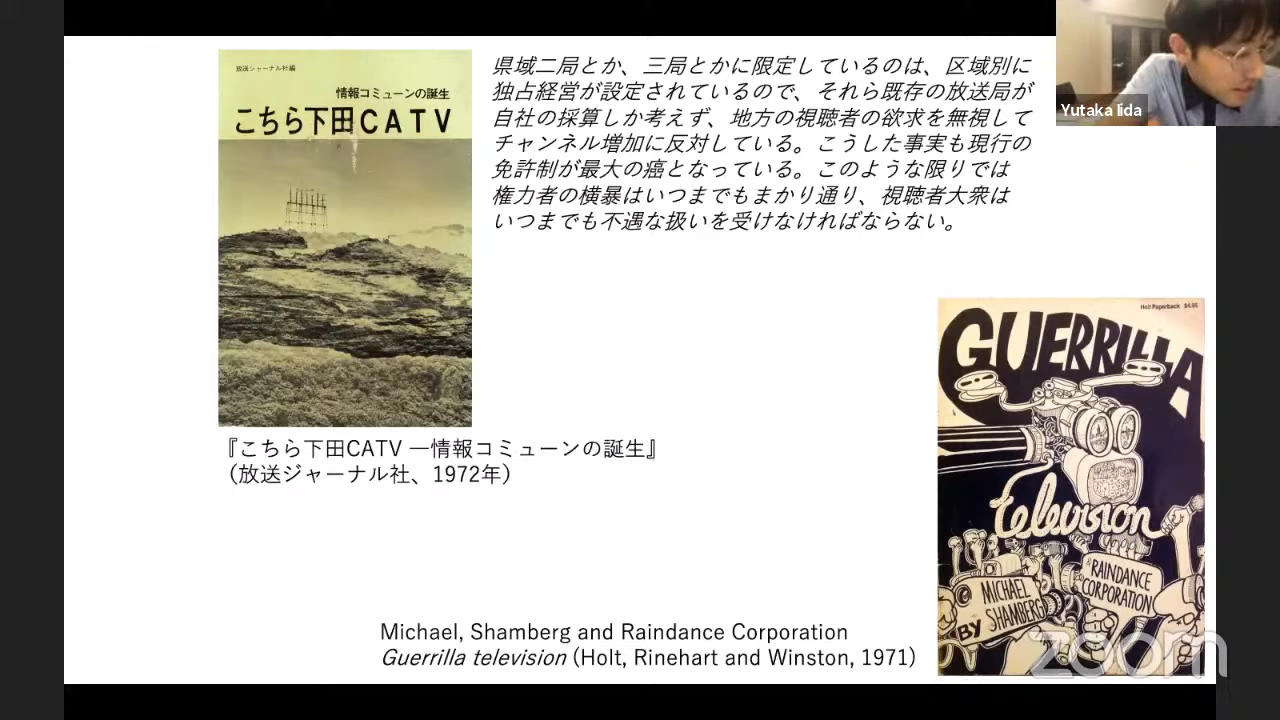 放送ジャーナル社編
情報コミューンの誕生
こちら下田CATV
県域二局とか、三局とかに限定しているのは、区域別に
独占経営が設定されているので、それら既存の放送局が
自社の採算しか考えず、地方の視聴者の欲求を無視して
チャンネル増加に反対している。こうした事実も現行の
免許制が最大の癌となっている。このような限りでは
権力者の横暴はいつまでもまかり通り、視聴者大衆は
いつまでも不遇な扱いを受けなければならない。
Yutaka Iida
『こちら下田CATV ―情報コミューンの誕生』
（放送ジャーナル社、1972年）
Holt Paperback $4.95
GUERRILLA
television
BY MICHAEL
SHAMBERG
& RAINDANCE
CORPORATION
Michael, Shamberg and Raindance Corporation
Guerrilla television (Holt, Rinehart and Winston, 1971)
zoom